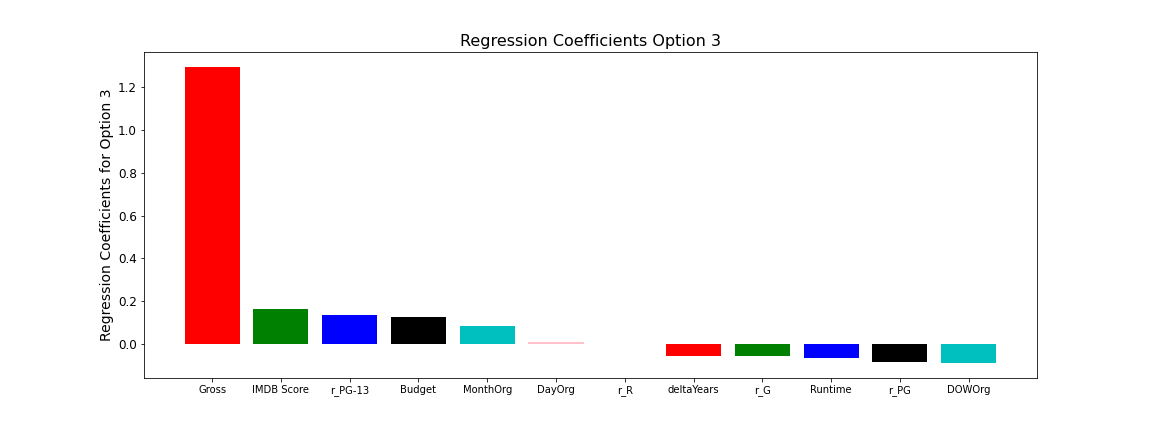 Regression Coefficients Option 3
Regression Coefficients for Option 3
1.2
1.0
0.8
0.6
0.4
0.2
0.0
Gross IMDB Score r_PG-13 Budget MonthOrg DayOrg r_R deltaYears r_G Runtime r_PG DOWOrg